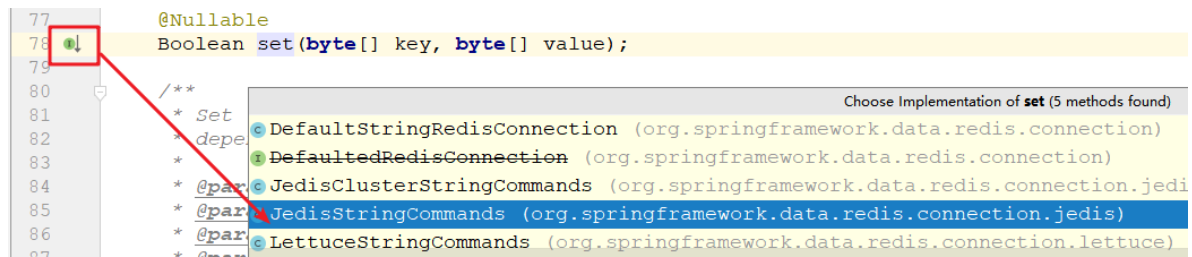 77 @Nullable
78 Boolean set(byte[] key, byte[] value);
79
80 /**
81 * Set
82 * depe
83 *
84 * @para
85 * @para
86 * @para
87 * @para
Choose Implementation of set (5 methods found)
DefaultStringRedisConnection (org.springframework.data.redis.connection)
DefaultedRedisConnection (org.springframework.data.redis.connection)
JedisClusterStringCommands (org.springframework.data.redis.connection.jedi
JedisStringCommands (org.springframework.data.redis.connection.jedis)
LettuceStringCommands (org.springframework.data.redis.connection.lettuce)